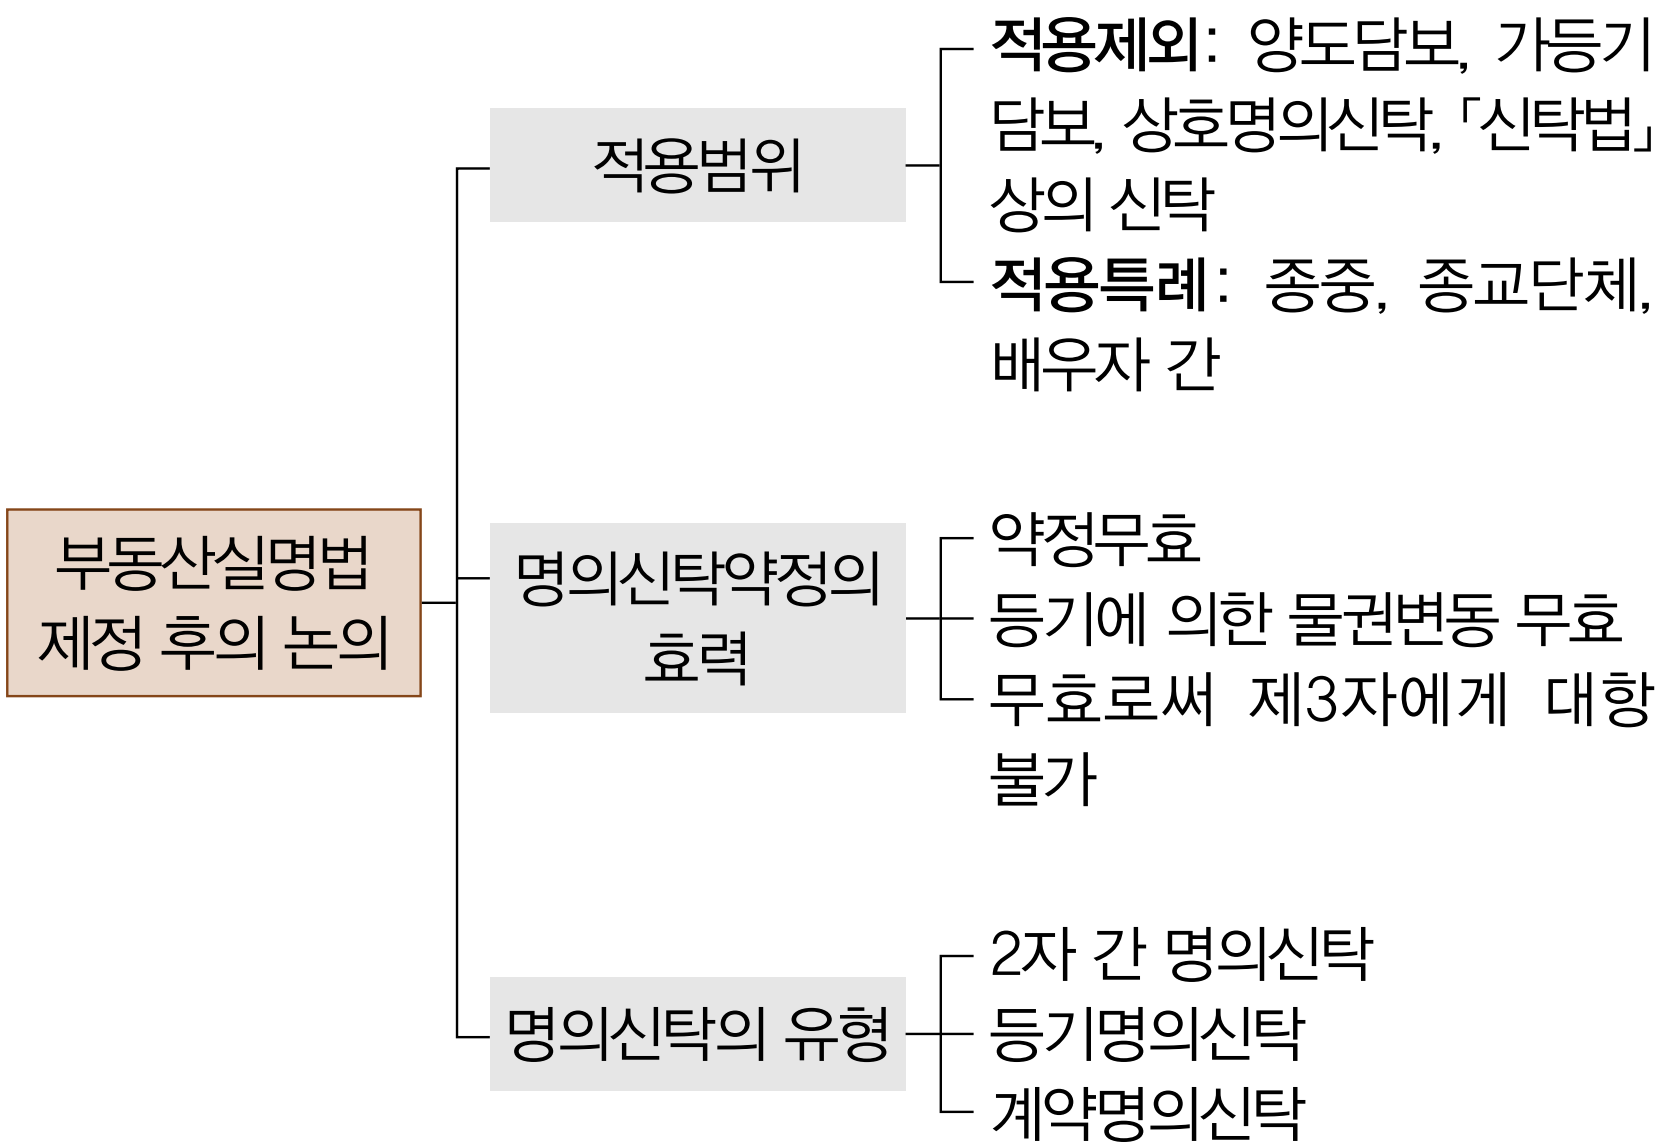 부동산실명법
제정 후의 논의
적용범위
적용제외: 양도담보, 가등기
담보, 상호명의신탁, 「신탁법」
상의 신탁
적용특례: 종중, 종교단체,
배우자 간
명의신탁약정의
효력
약정무효
등기에 의한 물권변동 무효
무효로써 제3자에게 대항
불가
명의신탁의 유형
2자 간 명의신탁
등기명의신탁
계약명의신탁